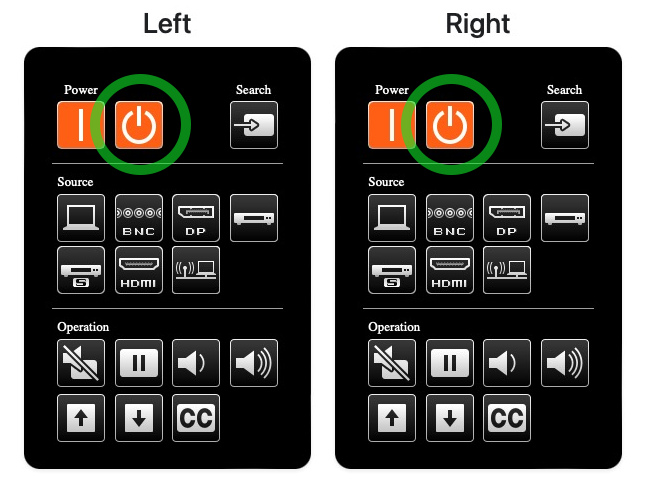 Left
Right
Power
Search
Source
BNC
DP
S
HDMI
Operation
CC
Power
Search
Source
BNC
DP
S
HDMI
Operation
CC